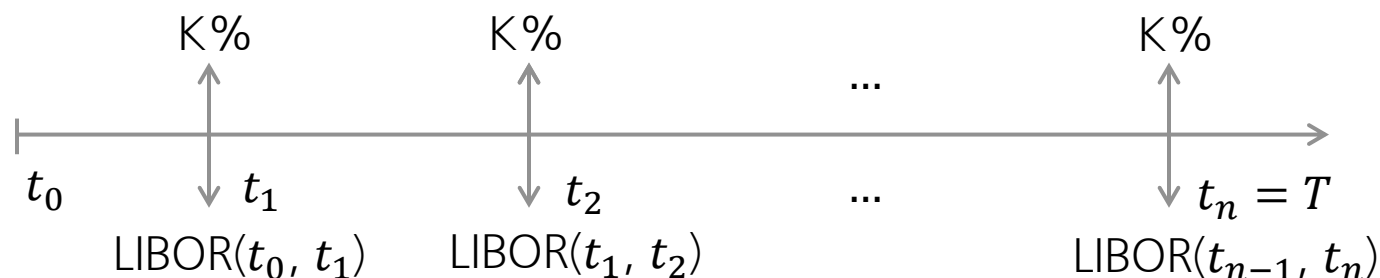 K% K% K%
...
t₀ t₁ t₂ ... tₙ = T
LIBOR(t₀, t₁) LIBOR(t₁, t₂) LIBOR(tₙ₋₁, tₙ)